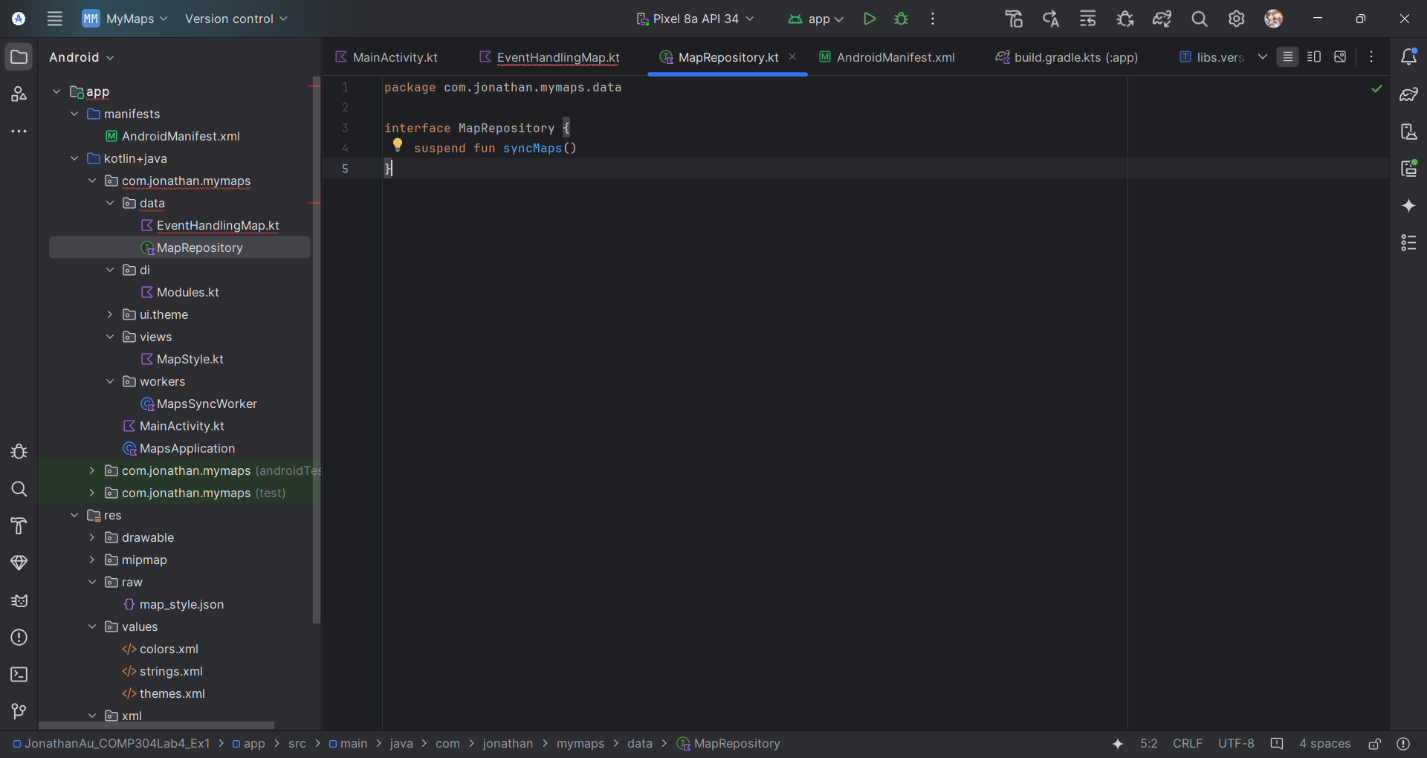 MM MyMaps Version control Pixel 8a API 34 app
Android
MainActivity.kt EventHandlingMap.kt MapRepository.kt AndroidManifest.xml build.gradle.kts (:app) libs.vers
app
manifests
AndroidManifest.xml
kotlin+java
com.jonathan.mymaps
data
EventHandlingMap.kt
MapRepository
di
Modules.kt
ui.theme
views
MapStyle.kt
workers
MapsSyncWorker
MainActivity.kt
MapsApplication
com.jonathan.mymaps (androidTes
com.jonathan.mymaps (test)
res
drawable
mipmap
raw
map_style.json
values
colors.xml
strings.xml
themes.xml
xml
1 package com.jonathan.mymaps.data
2
3 interface MapRepository {
4 suspend fun syncMaps()
5 }
JonathanAu_COMP304Lab4_Ex1 > app > src > main > java > com > jonathan > mymaps > data > MapRepository 5:2 CRLF UTF-8 4 spaces